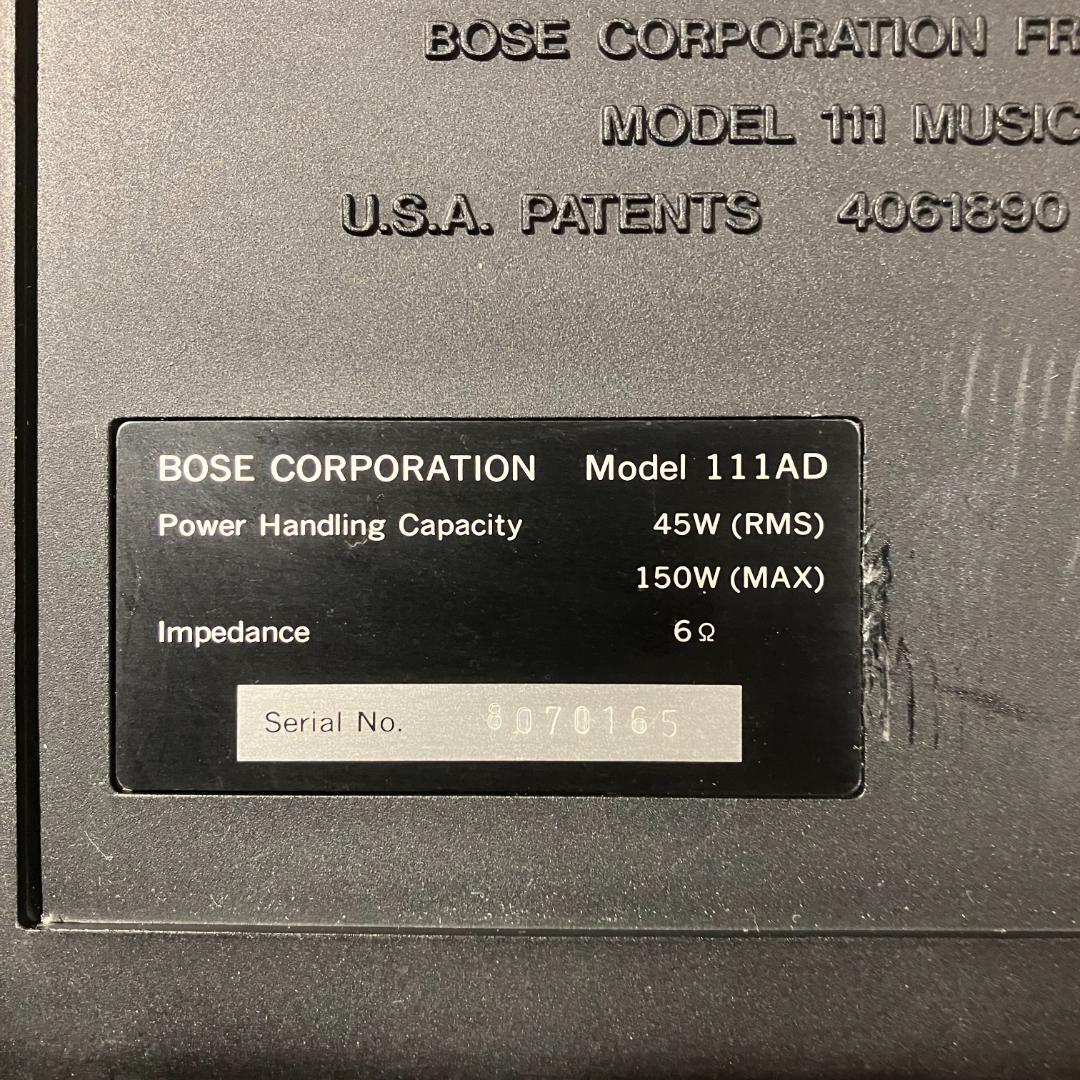 BOSE CORPORATION FR
MODEL 111 MUSIC
U.S.A. PATENTS 4061890
BOSE CORPORATION Model 111AD
Power Handling Capacity 45W (RMS)
150W (MAX)
Impedance 6Ω
Serial No. 8070165